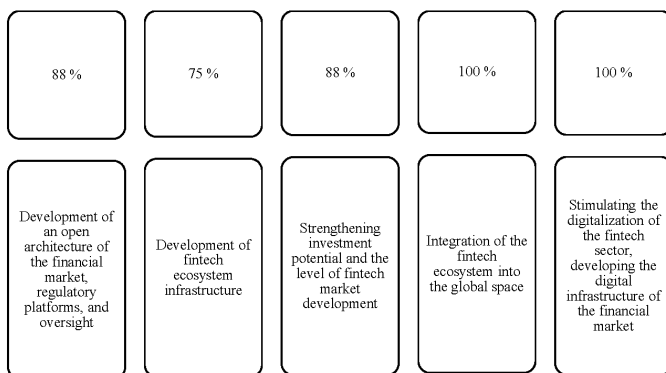 88 %
75 %
88 %
100 %
100 %
Development of
an open
architecture of
the financial
market,
regulatory
platforms, and
oversight
Development of
fintech
ecosystem
infrastructure
Strengthening
investment
potential and the
level of fintech
market
development
Integration of the
fintech
ecosystem into
the global space
Stimulating the
digitalization of
the fintech
sector,
developing the
digital
infrastructure of
the financial
market